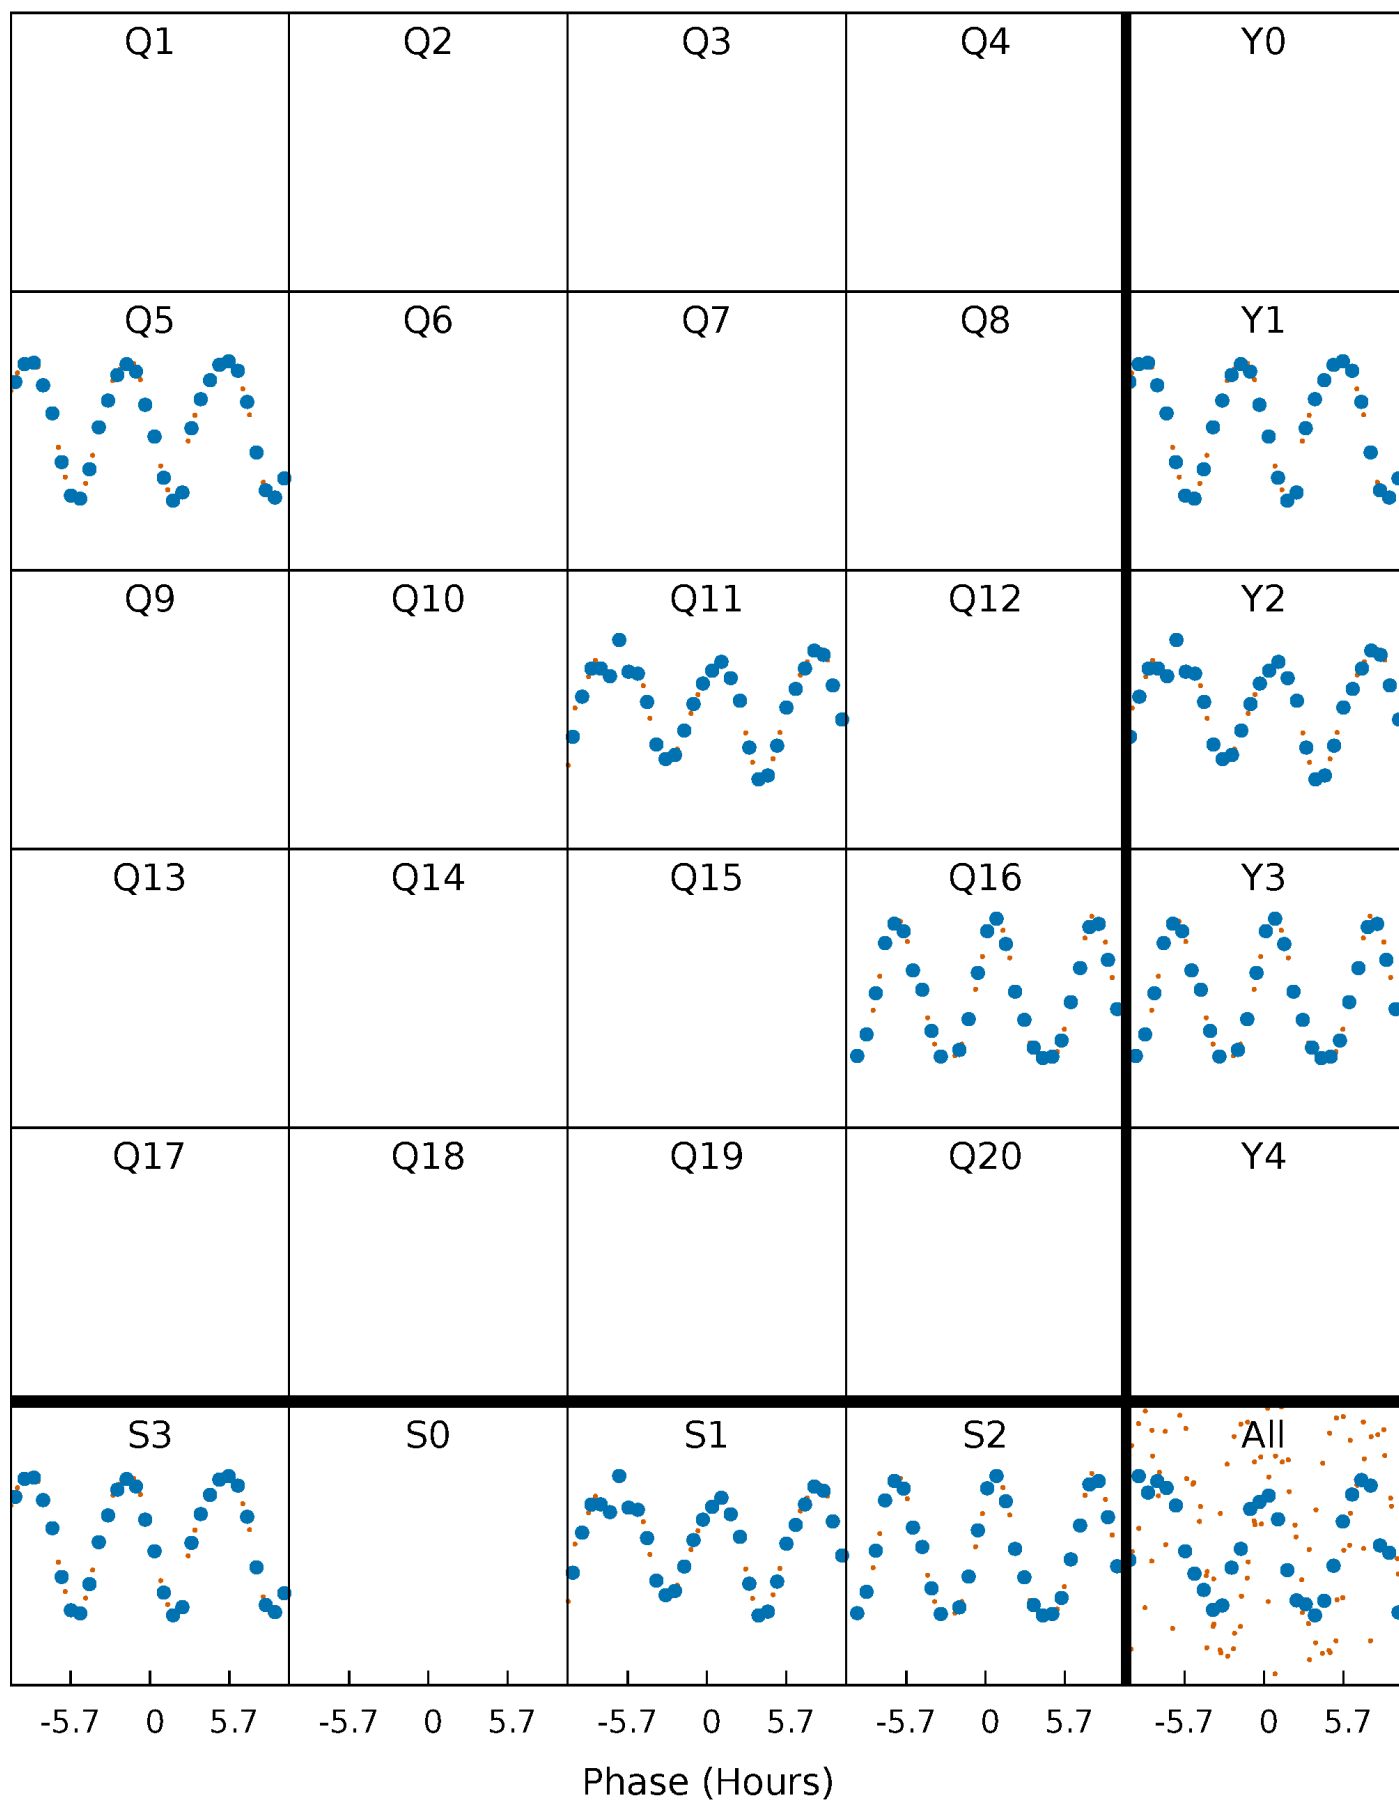 Q1 Q2 Q3 Q4 Y0
Q5 Q6 Q7 Q8 Y1
Q9 Q10 Q11 Q12 Y2
Q13 Q14 Q15 Q16 Y3
Q17 Q18 Q19 Q20 Y4
S3 S0 S1 S2 All
-5.7 0 5.7 -5.7 0 5.7 -5.7 0 5.7 -5.7 0 5.7 -5.7 0 5.7
Phase (Hours)